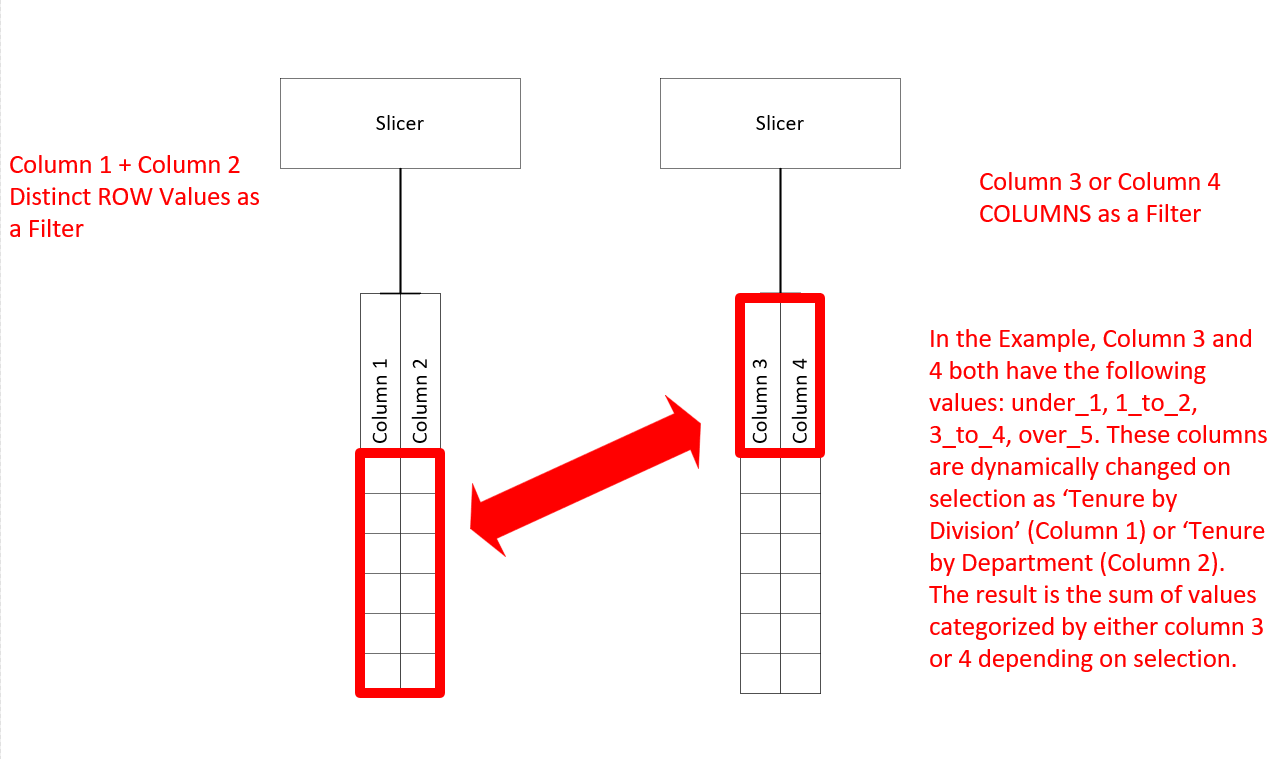 Slicer
Slicer
Column 1 + Column 2
Distinct ROW Values as
a Filter
Column 3 or Column 4
COLUMNS as a Filter
Column 1
Column 2
Column 3
Column 4
In the Example, Column 3 and
4 both have the following
values: under_1, 1_to_2,
3_to_4, over_5. These columns
are dynamically changed on
selection as ‘Tenure by
Division’ (Column 1) or ‘Tenure
by Department (Column 2).
The result is the sum of values
categorized by either column 3
or 4 depending on selection.